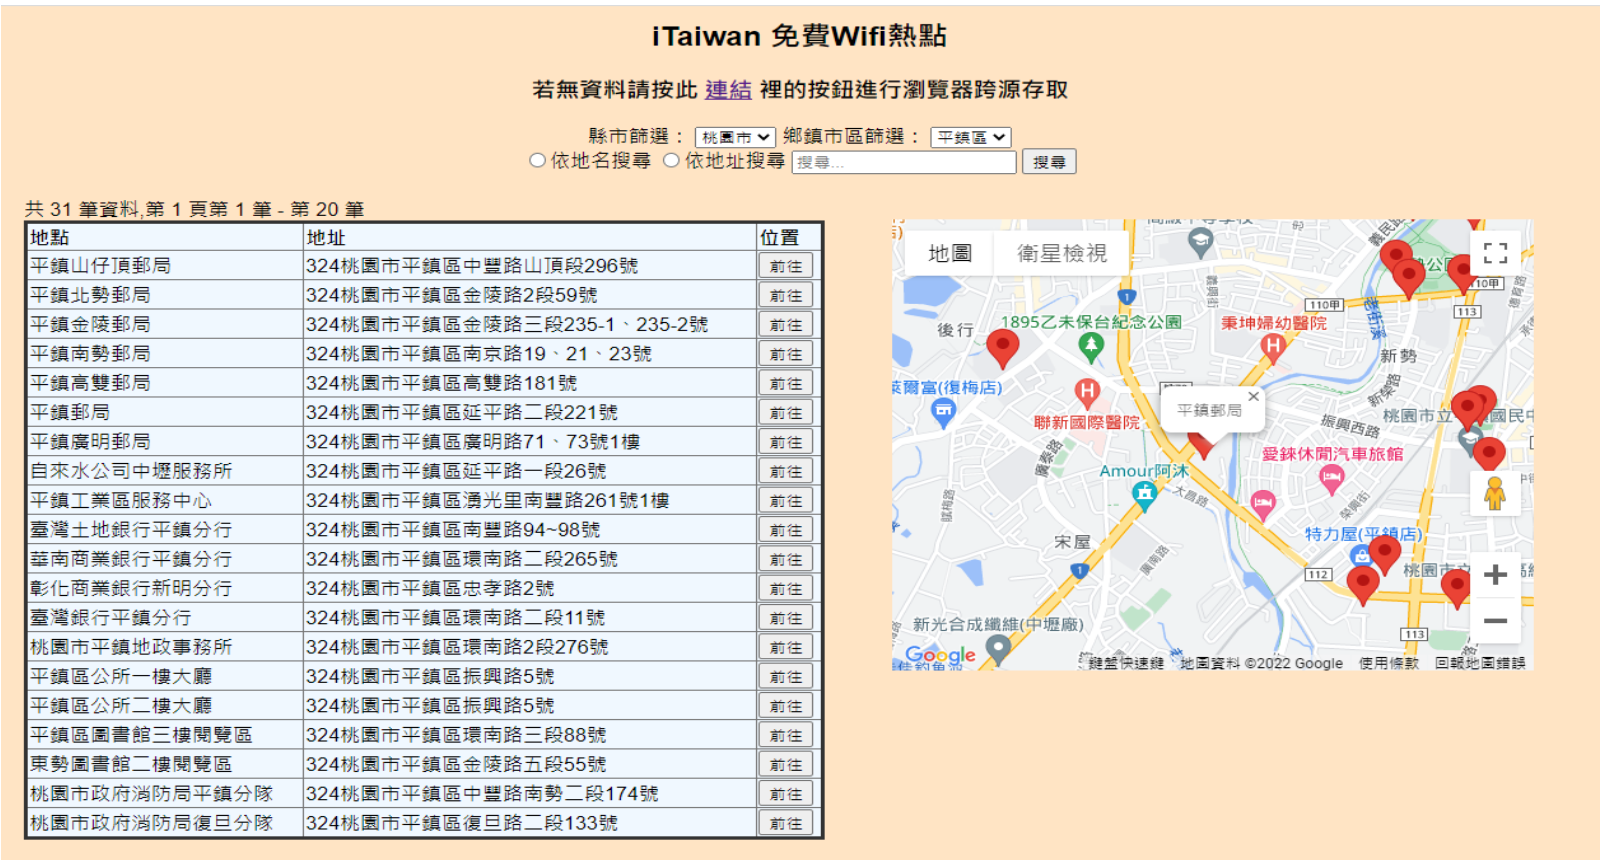 iTaiwan 免費Wifi熱點
若無資料請按此 連結 裡的按鈕進行瀏覽器跨源存取
縣市篩選： 桃園市 鄉鎮市區篩選： 平鎮區
依地名搜尋 依地址搜尋 搜尋... 搜尋
共 31 筆資料,第 1 頁第 1 筆 - 第 20 筆
地點 地址 位置
平鎮山仔頂郵局 324桃園市平鎮區中豐路山頂段296號 前往
平鎮北勢郵局 324桃園市平鎮區金陵路2段59號 前往
平鎮金陵郵局 324桃園市平鎮區金陵路三段235-1、235-2號 前往
平鎮南勢郵局 324桃園市平鎮區南京路19、21、23號 前往
平鎮高雙郵局 324桃園市平鎮區高雙路181號 前往
平鎮郵局 324桃園市平鎮區延平路二段221號 前往
平鎮廣明郵局 324桃園市平鎮區廣明路71、73號1樓 前往
自來水公司中壢服務所 324桃園市平鎮區延平路一段26號 前往
平鎮工業區服務中心 324桃園市平鎮區湧光里南豐路261號1樓 前往
臺灣土地銀行平鎮分行 324桃園市平鎮區南豐路94~98號 前往
華南商業銀行平鎮分行 324桃園市平鎮區環南路二段265號 前往
彰化商業銀行新明分行 324桃園市平鎮區忠孝路2號 前往
臺灣銀行平鎮分行 324桃園市平鎮區環南路二段11號 前往
桃園市平鎮地政事務所 324桃園市平鎮區環南路2段276號 前往
平鎮區公所一樓大廳 324桃園市平鎮區振興路5號 前往
平鎮區公所二樓大廳 324桃園市平鎮區振興路5號 前往
平鎮區圖書館三樓閱覽區 324桃園市平鎮區環南路三段88號 前往
東勢圖書館二樓閱覽區 324桃園市平鎮區金陵路五段55號 前往
桃園市政府消防局平鎮分隊 324桃園市平鎮區中豐路南勢二段174號 前往
桃園市政府消防局復旦分隊 324桃園市平鎮區復旦路二段133號 前往
地圖 衛星檢視
義民路
110甲
110甲
113
1
老街溪
後行
1895乙未保台紀念公園
秉坤婦幼醫院
新勢
新榮路
萊爾富(復梅店)
聯新國際醫院
平鎮郵局
振興西路
桃園市立
國民中
廣泰路
愛錸休閒汽車旅館
Amour阿沐
太昌路
榮興街
特力屋(平鎮店)
宋屋
廣南路
1
112
桃園市立
新光合成纖維(中壢廠)
113
Google
鍵盤快速鍵 地圖資料 ©2022 Google 使用條款 回報地圖錯誤